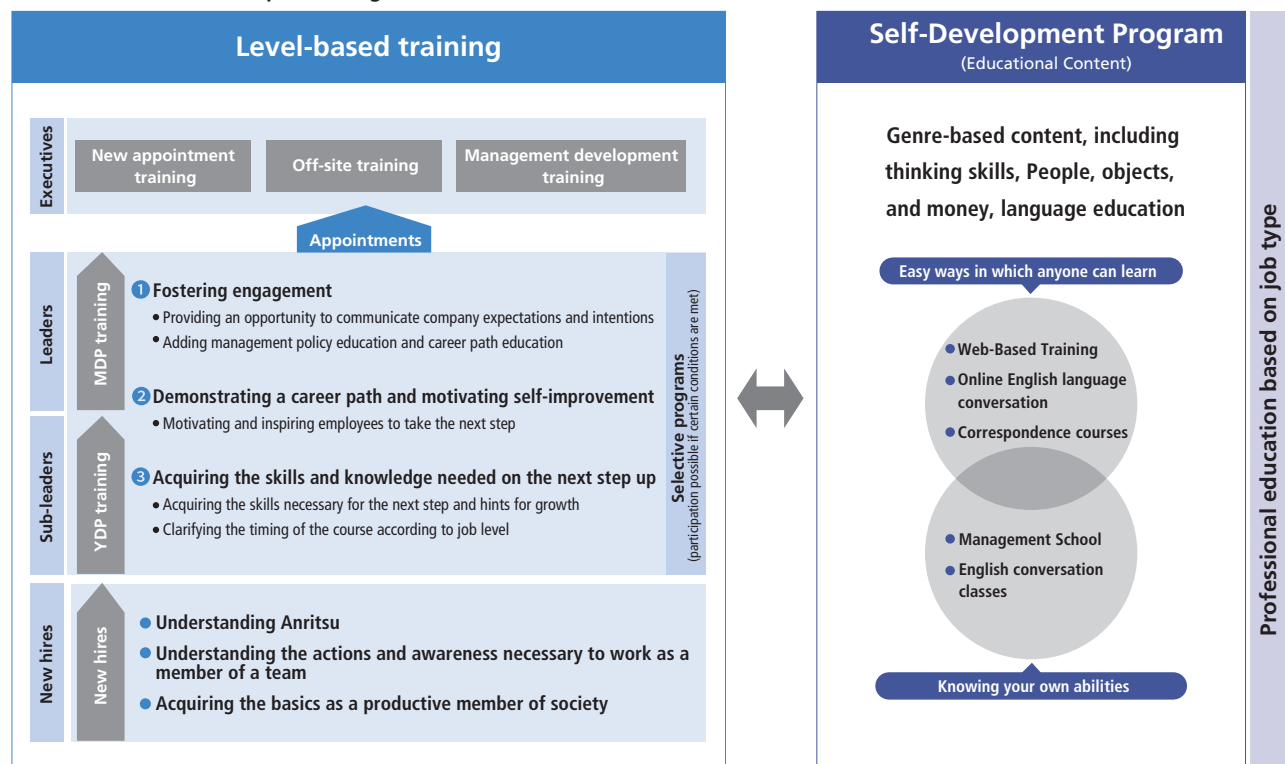 Level-based training
Executives
New appointment
training
Off-site training
Management development
training
Appointments
Leaders
MDP training
Sub-leaders
YDP training
❶ Fostering engagement
• Providing an opportunity to communicate company expectations and intentions
• Adding management policy education and career path education
❷ Demonstrating a career path and motivating self-improvement
• Motivating and inspiring employees to take the next step
❸ Acquiring the skills and knowledge needed on the next step up
• Acquiring the skills necessary for the next step and hints for growth
• Clarifying the timing of the course according to job level
Selective programs
(participation possible if certain conditions are met)
New hires
New hires
• Understanding Anritsu
• Understanding the actions and awareness necessary to work as a
member of a team
• Acquiring the basics as a productive member of society
Self-Development Program
(Educational Content)
Genre-based content, including
thinking skills, People, objects,
and money, language education
Easy ways in which anyone can learn
• Web-Based Training
• Online English language
conversation
• Correspondence courses
• Management School
• English conversation
classes
Knowing your own abilities
Professional education based on job type